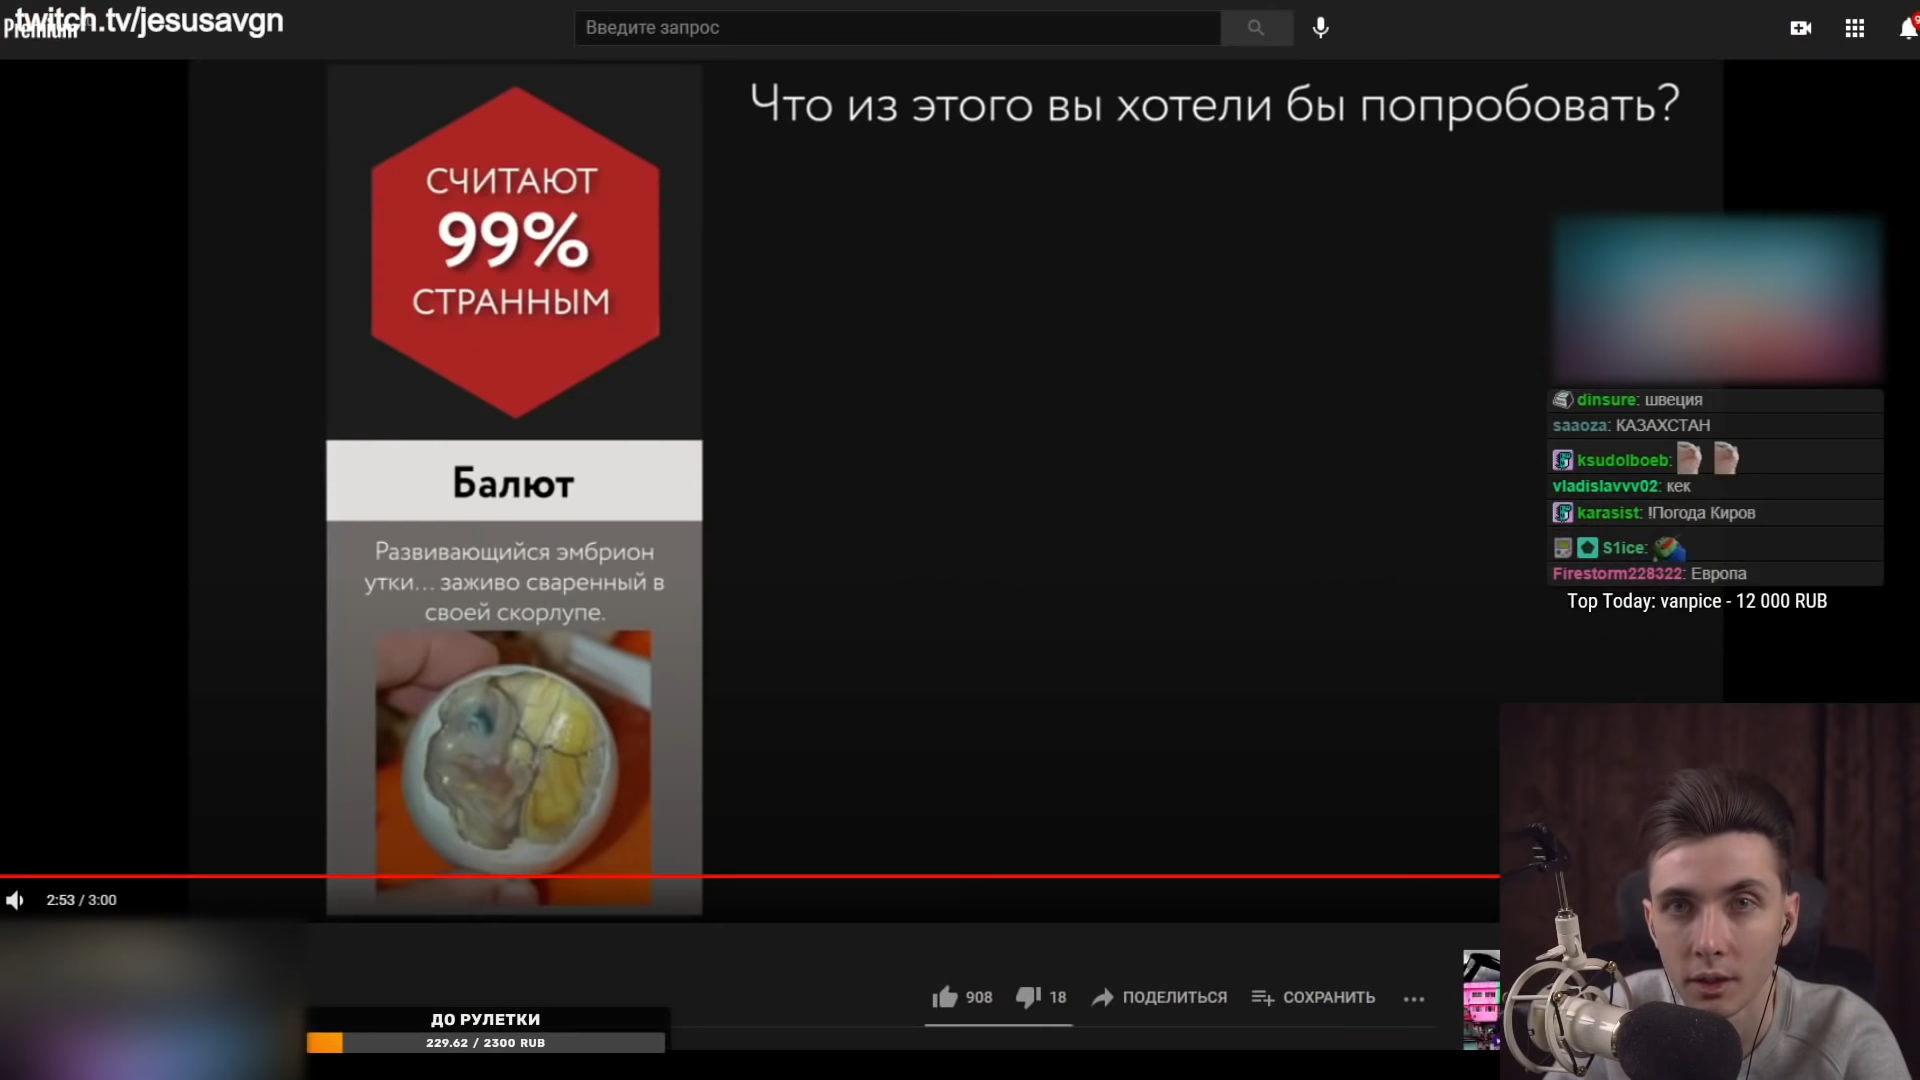 twitch.tv/jesusavgn
Premium
Введите запрос
9
Что из этого вы хотели бы попробовать?
СЧИТАЮТ
99%
СТРАННЫМ
Балют
Развивающийся эмбрион
утки... заживо сваренный в
своей скорлупе.
dinsure: швеция
saaoza: КАЗАХСТАН
ksudolboeb:
vladislavvv02: кек
karasist: !Погода Киров
S1ice:
Firestorm228322: Европа
Top Today: vanpice - 12 000 RUB
2:53 / 3:00
908
18
ПОДЕЛИТЬСЯ
СОХРАНИТЬ
ДО РУЛЕТКИ
229.62 / 2300 RUB